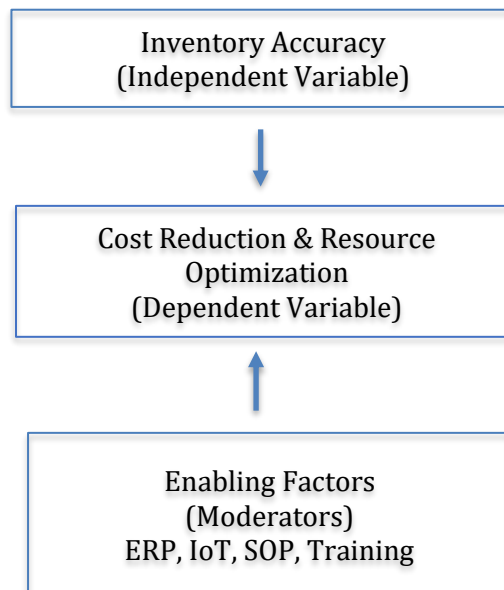 Inventory Accuracy
(Independent Variable)
Cost Reduction & Resource
Optimization
(Dependent Variable)
Enabling Factors
(Moderators)
ERP, IoT, SOP, Training